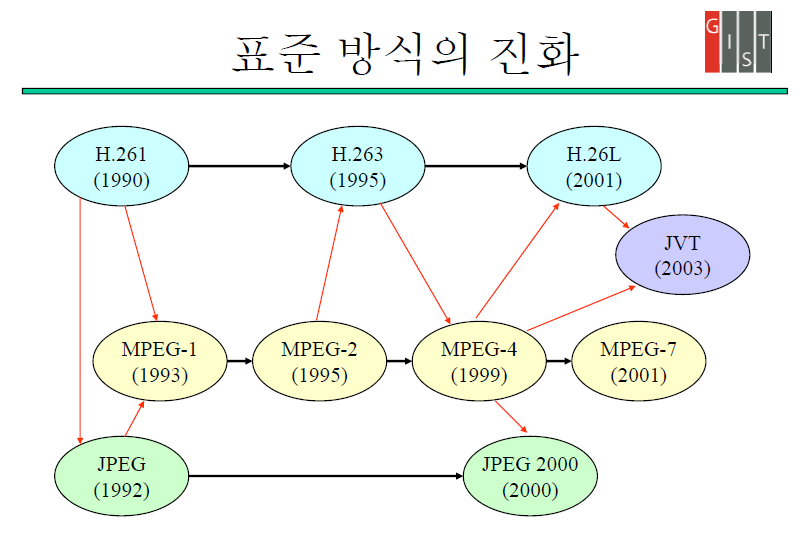 표준 방식의 진화
GIST
H.261
(1990)
H.263
(1995)
H.26L
(2001)
JVT
(2003)
MPEG-1
(1993)
MPEG-2
(1995)
MPEG-4
(1999)
MPEG-7
(2001)
JPEG
(1992)
JPEG 2000
(2000)